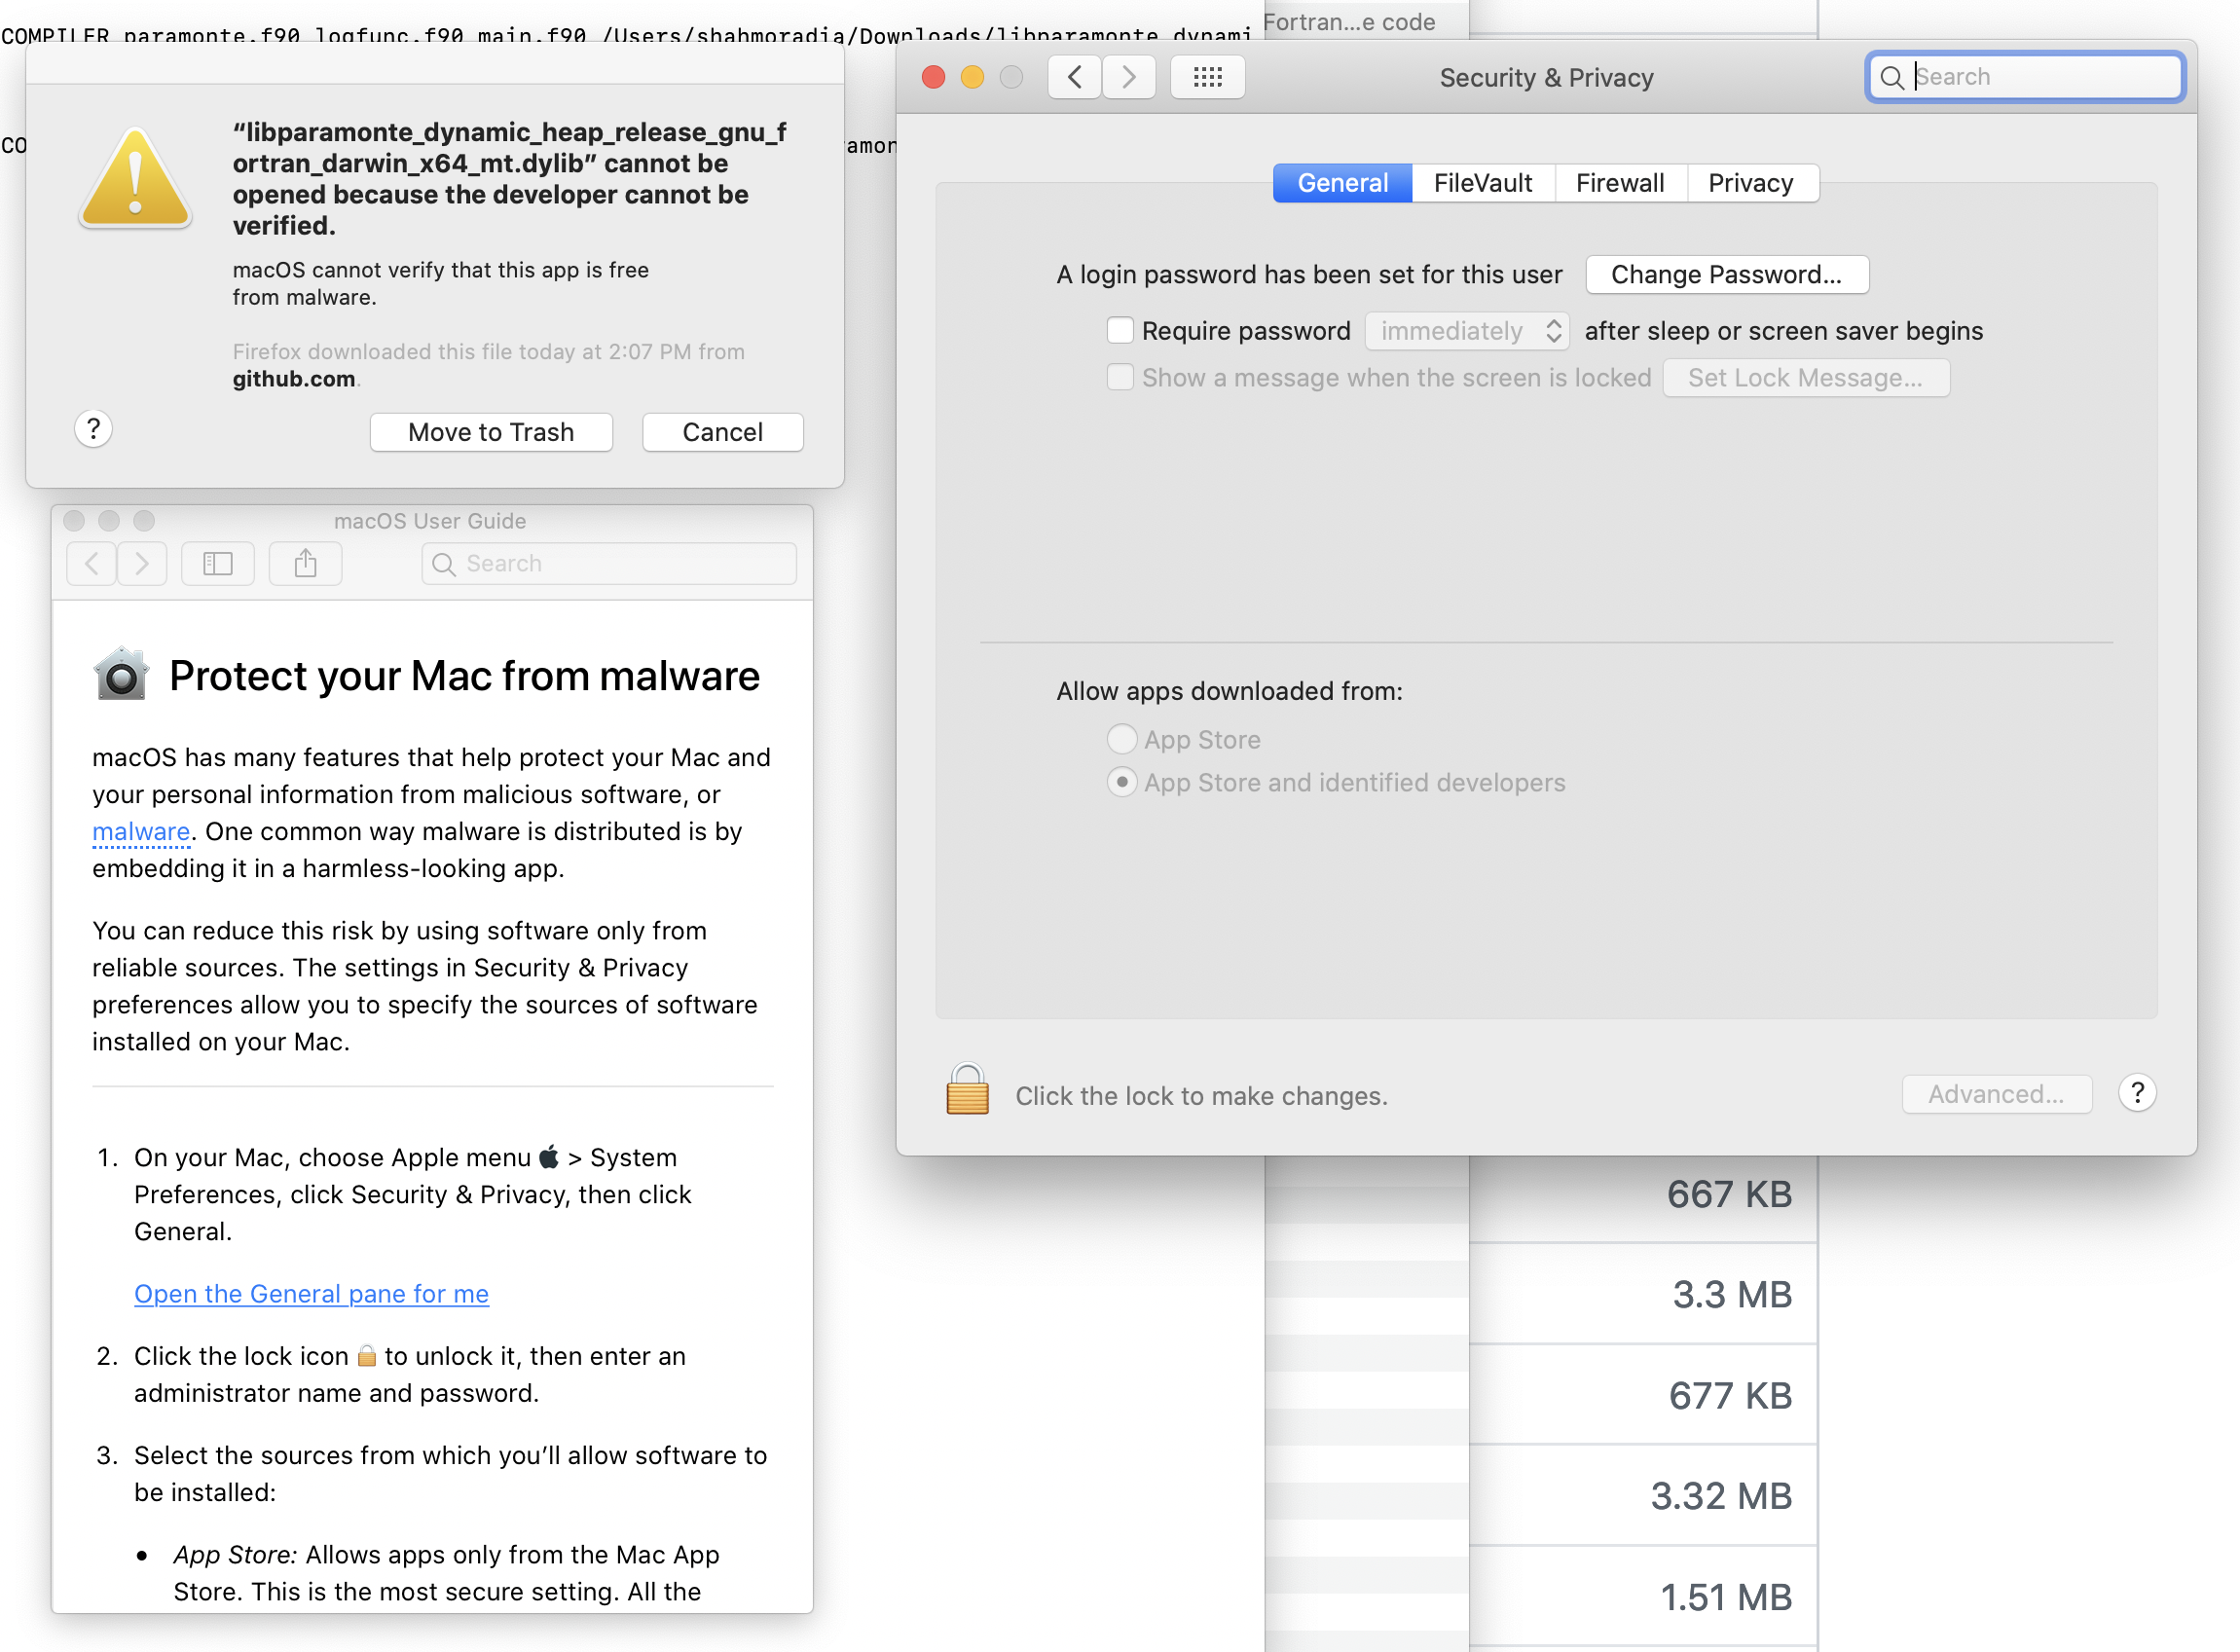 COMPILER paramonte.f90 logfunc.f90 main.f90 /Users/shahmoradia/Downloads/libparamonte_dynami
CO
“libparamonte_dynamic_heap_release_gnu_f
ortran_darwin_x64_mt.dylib” cannot be
opened because the developer cannot be
verified.
macOS cannot verify that this app is free
from malware.
Firefox downloaded this file today at 2:07 PM from
github.com.
?
Move to Trash
Cancel
macOS User Guide
Search
Protect your Mac from malware
macOS has many features that help protect your Mac and
your personal information from malicious software, or
malware. One common way malware is distributed is by
embedding it in a harmless-looking app.
You can reduce this risk by using software only from
reliable sources. The settings in Security & Privacy
preferences allow you to specify the sources of software
installed on your Mac.
1. On your Mac, choose Apple menu  > System
Preferences, click Security & Privacy, then click
General.
Open the General pane for me
2. Click the lock icon to unlock it, then enter an
administrator name and password.
3. Select the sources from which you’ll allow software to
be installed:
• App Store: Allows apps only from the Mac App
Store. This is the most secure setting. All the
Fortran...e code
amon
Security & Privacy
Search
General
FileVault
Firewall
Privacy
A login password has been set for this user
Change Password...
Require password immediately after sleep or screen saver begins
Show a message when the screen is locked
Set Lock Message...
Allow apps downloaded from:
App Store
App Store and identified developers
Click the lock to make changes.
Advanced...
?
667 KB
3.3 MB
677 KB
3.32 MB
1.51 MB